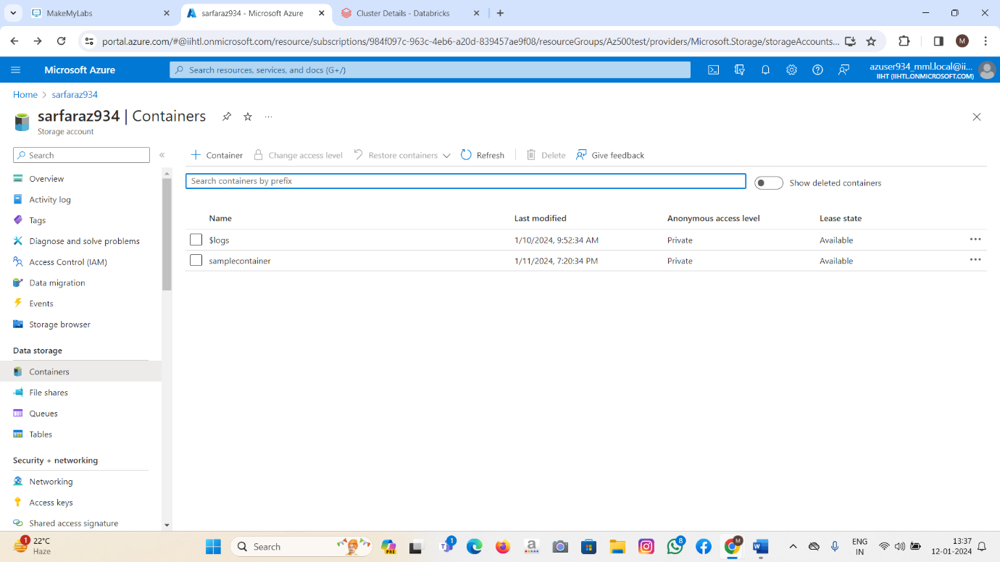 MakeMyLabs
sarfaraz934 - Microsoft Azure
Cluster Details - Databricks
portal.azure.com/#@iihtl.onmicrosoft.com/resource/subscriptions/984f097c-963c-4eb6-a20d-839457ae9f08/resourceGroups/Az500test/providers/Microsoft.Storage/storageAccounts...
M
Microsoft Azure
Search resources, services, and docs (G+/)
azuser934_mml.local@ii...
IIHT (IIHTL.ONMICROSOFT.COM)
Home > sarfaraz934
sarfaraz934 | Containers
Storage account
Search
Container
Change access level
Restore containers
Refresh
Delete
Give feedback
Search containers by prefix
Show deleted containers
Overview
Activity log
Tags
Diagnose and solve problems
Access Control (IAM)
Data migration
Events
Storage browser
Data storage
Containers
File shares
Queues
Tables
Security + networking
Networking
Access keys
Shared access signature
Name Last modified Anonymous access level Lease state
$logs 1/10/2024, 9:52:34 AM Private Available
samplecontainer 1/11/2024, 7:20:34 PM Private Available
1
22°C
Haze
Search
PRE
1
a
8
M
W
ENG
IN
13:37
12-01-2024